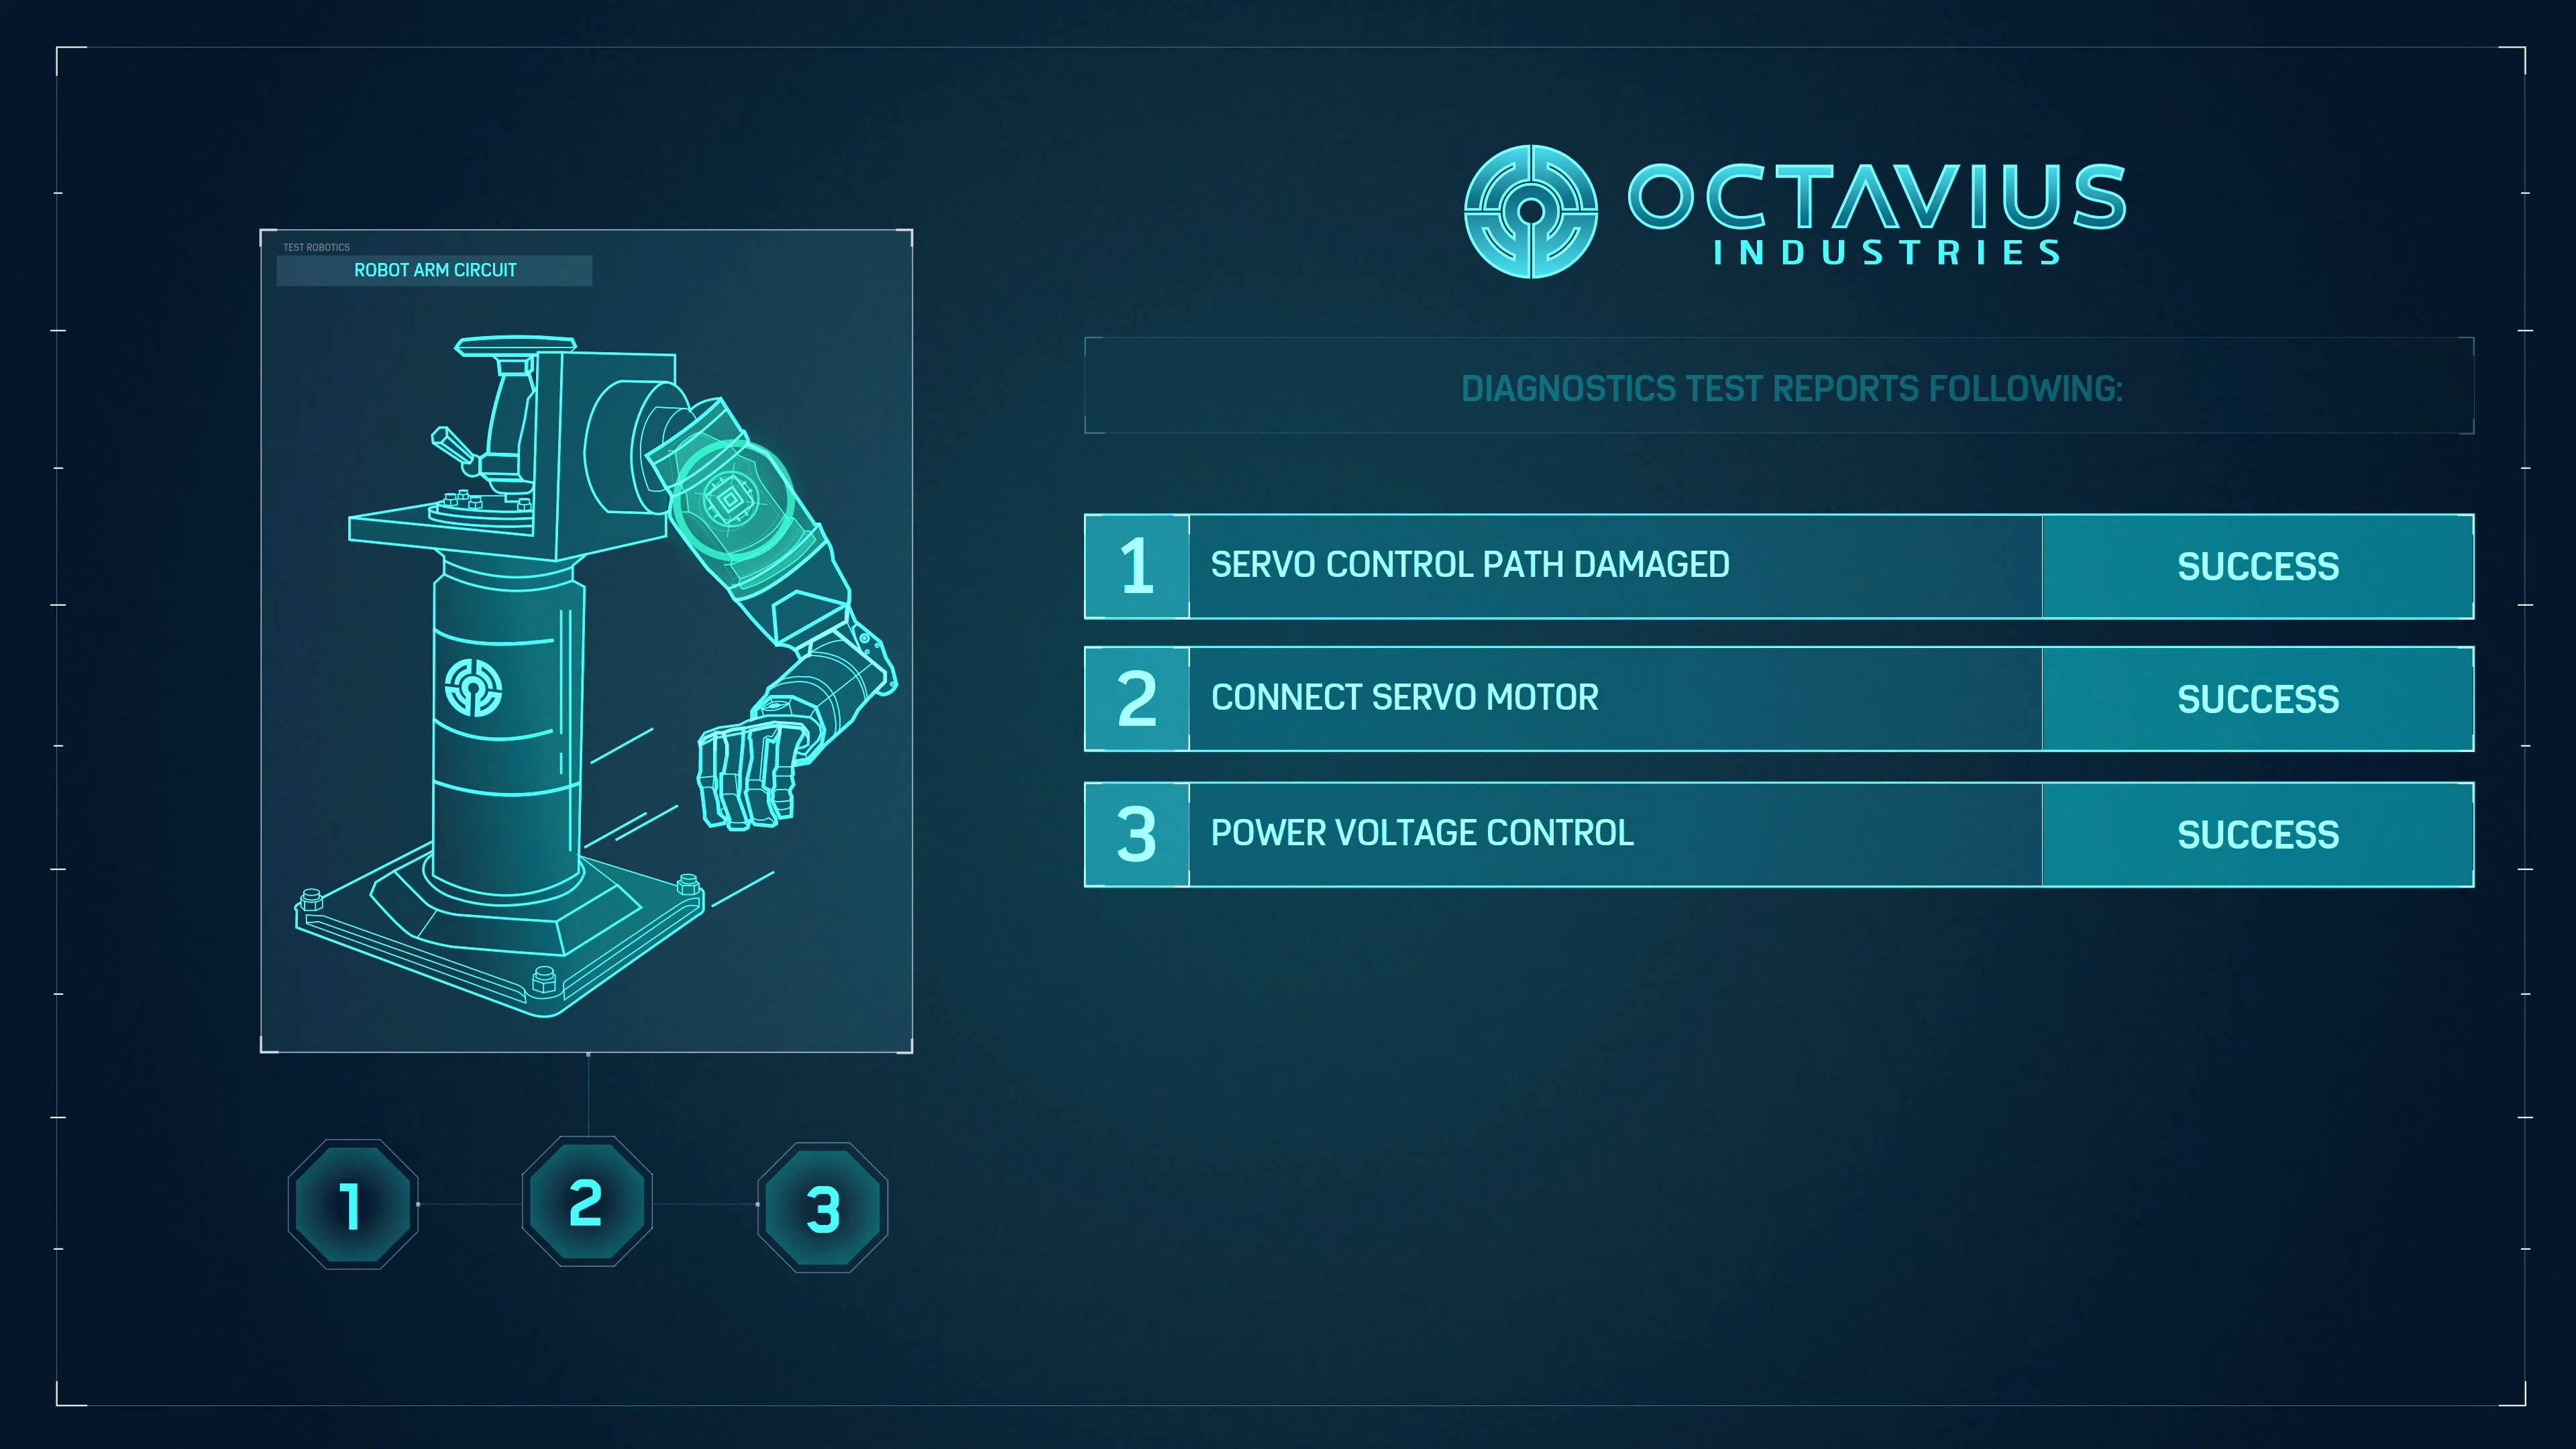 TEST ROBOTICS
ROBOT ARM CIRCUIT
1
2
3
OCTAVIUS
INDUSTRIES
DIAGNOSTICS TEST REPORTS FOLLOWING:
1 SERVO CONTROL PATH DAMAGED SUCCESS
2 CONNECT SERVO MOTOR SUCCESS
3 POWER VOLTAGE CONTROL SUCCESS